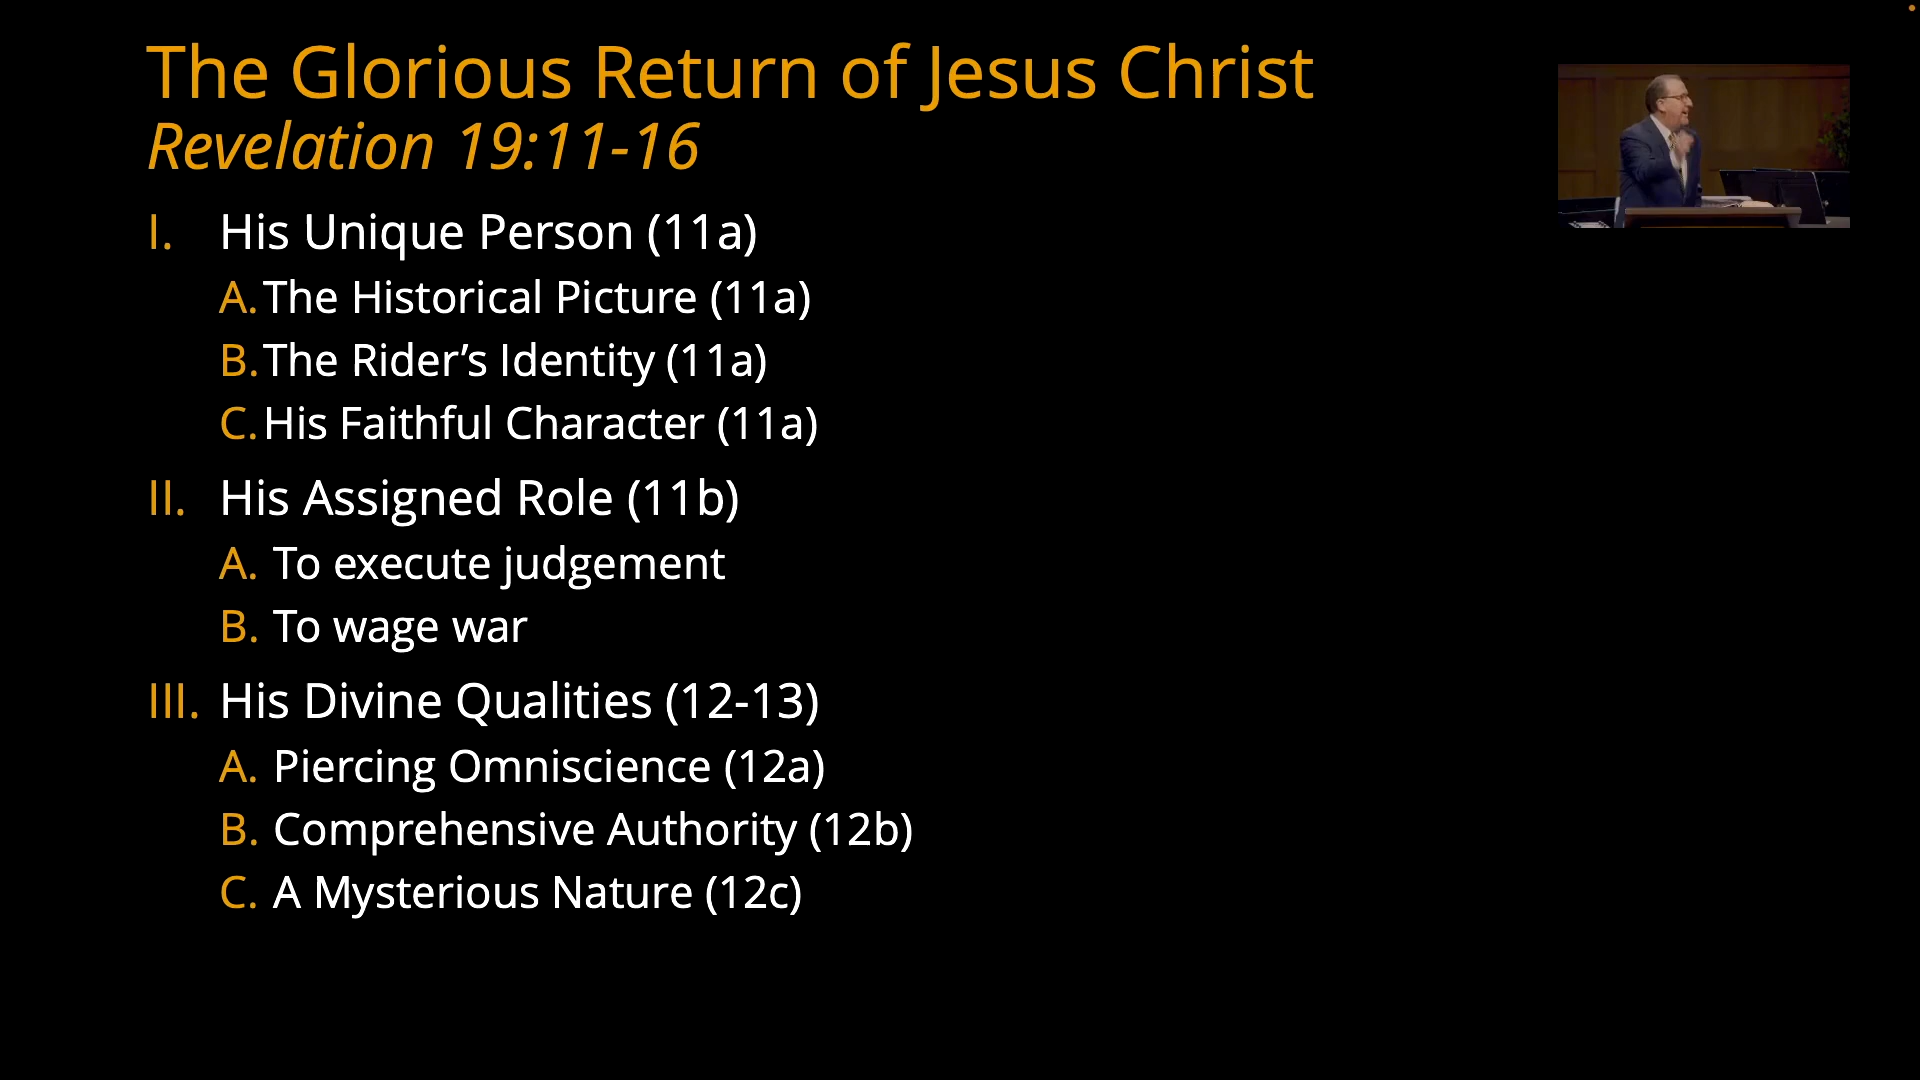 The Glorious Return of Jesus Christ
Revelation 19:11-16
I. His Unique Person (11a)
A. The Historical Picture (11a)
B. The Rider’s Identity (11a)
C. His Faithful Character (11a)
II. His Assigned Role (11b)
A. To execute judgement
B. To wage war
III. His Divine Qualities (12-13)
A. Piercing Omniscience (12a)
B. Comprehensive Authority (12b)
C. A Mysterious Nature (12c)